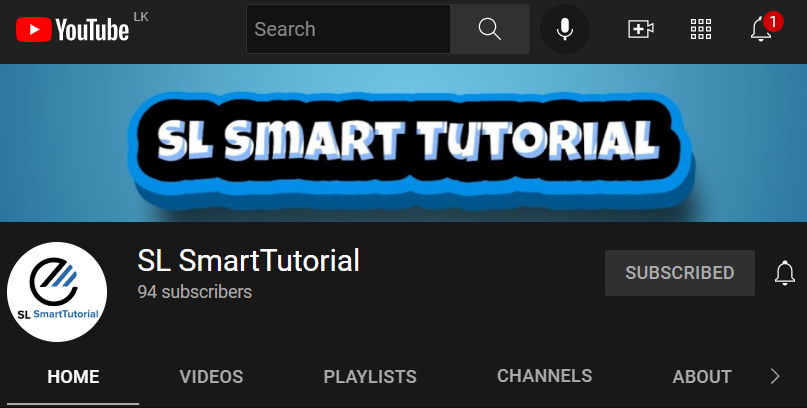 YouTube LK
Search
1
SL SMART TUTORIAL
SL SmartTutorial
SL SmartTutorial
94 subscribers
SUBSCRIBED
HOME VIDEOS PLAYLISTS CHANNELS ABOUT